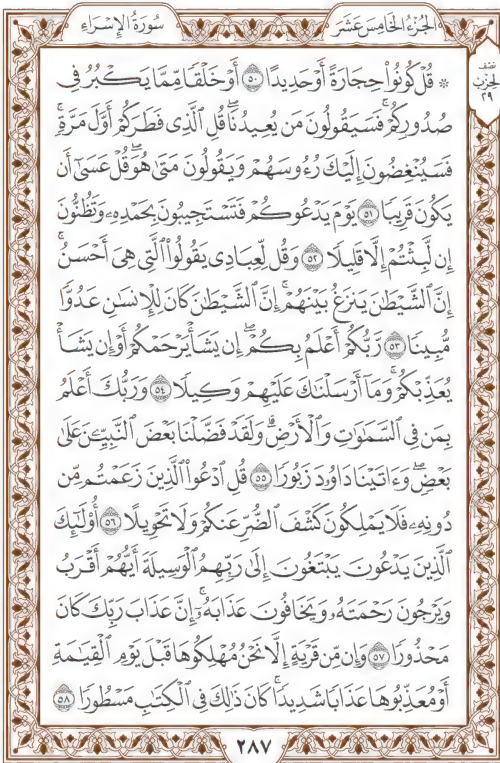 الجزء الخامس عشر
سورة الإسراء
نصف
الحزب
٢٩
۞ قُلْ كُونُوا۟ حِجَارَةً أَوْ حَدِيدًا ٥٠ أَوْ خَلْقًا مِّمَّا يَكْبُرُ فِى
صُدُورِكُمْ ۚ فَسَيَقُولُونَ مَن يُعِيدُنَا ۖ قُلِ ٱلَّذِى فَطَرَكُمْ أَوَّلَ مَرَّةٍ ۚ
فَسَيُنْغِضُونَ إِلَيْكَ رُءُوسَهُمْ وَيَقُولُونَ مَتَىٰ هُوَ ۖ قُلْ عَسَىٰٓ أَن
يَكُونَ قَرِيبًا ٥١ يَوْمَ يَدْعُوكُمْ فَتَسْتَجِيبُونَ بِحَمْدِهِۦ وَتَظُنُّونَ
إِن لَّبِثْتُمْ إِلَّا قَلِيلًا ٥٢ وَقُل لِّعِبَادِى يَقُولُوا۟ ٱلَّتِى هِىَ أَحْسَنُ ۚ
إِنَّ ٱلشَّيْطَٰنَ يَنزَغُ بَيْنَهُمْ ۚ إِنَّ ٱلشَّيْطَٰنَ كَانَ لِلْإِنسَٰنِ عَدُوًّا
مُّبِينًا ٥٣ رَّبُّكُمْ أَعْلَمُ بِكُمْ ۖ إِن يَشَأْ يَرْحَمْكُمْ أَوْ إِن يَشَأْ
يُعَذِّبْكُمْ ۚ وَمَآ أَرْسَلْنَٰكَ عَلَيْهِمْ وَكِيلًا ٥٤ وَرَبُّكَ أَعْلَمُ
بِمَن فِى ٱلسَّمَٰوَٰتِ وَٱلْأَرْضِ ۗ وَلَقَدْ فَضَّلْنَا بَعْضَ ٱلنَّبِيِّـۧنَ عَلَىٰ
بَعْضٍ ۖ وَءَاتَيْنَا دَاوُۥدَ زَبُورًا ٥٥ قُلِ ٱدْعُوا۟ ٱلَّذِينَ زَعَمْتُم مِّن
دُونِهِۦ فَلَا يَمْلِكُونَ كَشْفَ ٱلضُّرِّ عَنكُمْ وَلَا تَحْوِيلًا ٥٦ أُو۟لَٰٓئِكَ
ٱلَّذِينَ يَدْعُونَ يَبْتَغُونَ إِلَىٰ رَبِّهِمُ ٱلْوَسِيلَةَ أَيُّهُمْ أَقْرَبُ
وَيَرْجُونَ رَحْمَتَهُۥ وَيَخَافُونَ عَذَابَهُۥٓ ۚ إِنَّ عَذَابَ رَبِّكَ كَانَ
مَحْذُورًا ٥٧ وَإِن مِّن قَرْيَةٍ إِلَّا نَحْنُ مُهْلِكُوهَا قَبْلَ يَوْمِ ٱلْقِيَٰمَةِ
أَوْ مُعَذِّبُوهَا عَذَابًا شَدِيدًا ۚ كَانَ ذَٰلِكَ فِى ٱلْكِتَٰبِ مَسْطُورًا ٥٨
٢٨٧